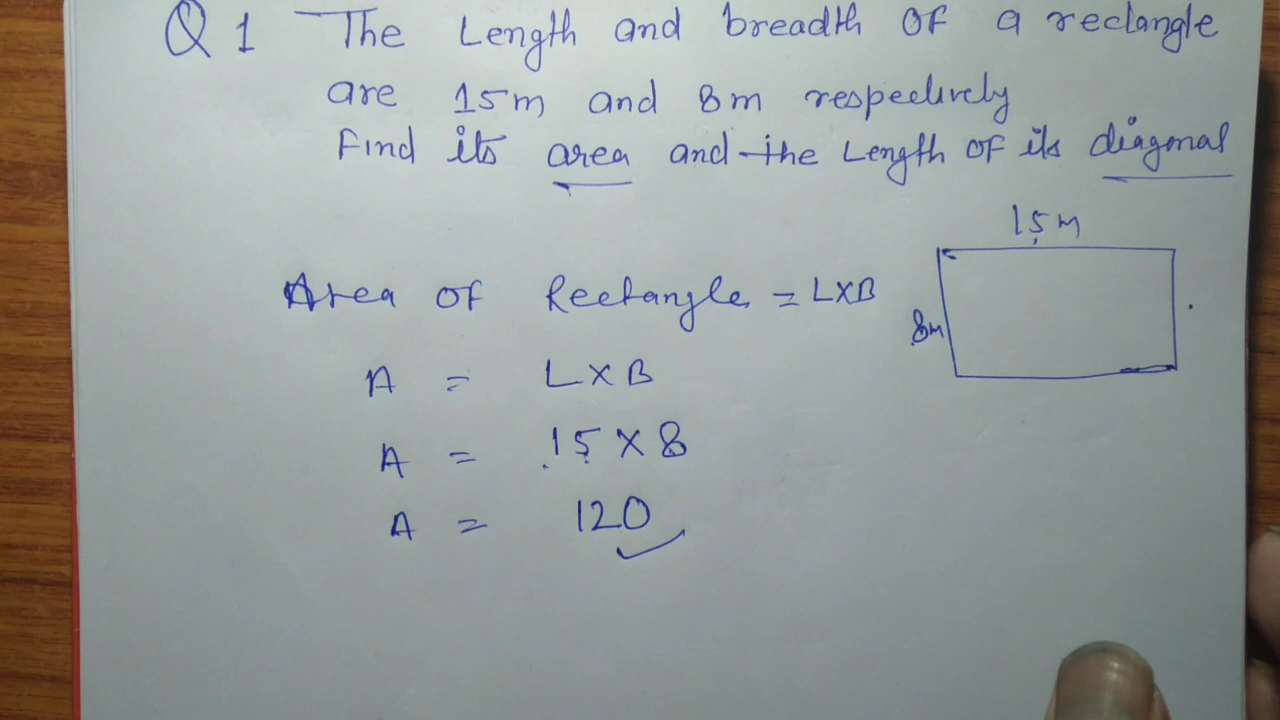 Q 1 The Length and breadth OF a rectangle
are 15m and 8m respectively
Find its area and the Length OF its diagonal
15m
Area OF Rectangle = L×B
8m
A = L×B
A = 15×8
A = 120